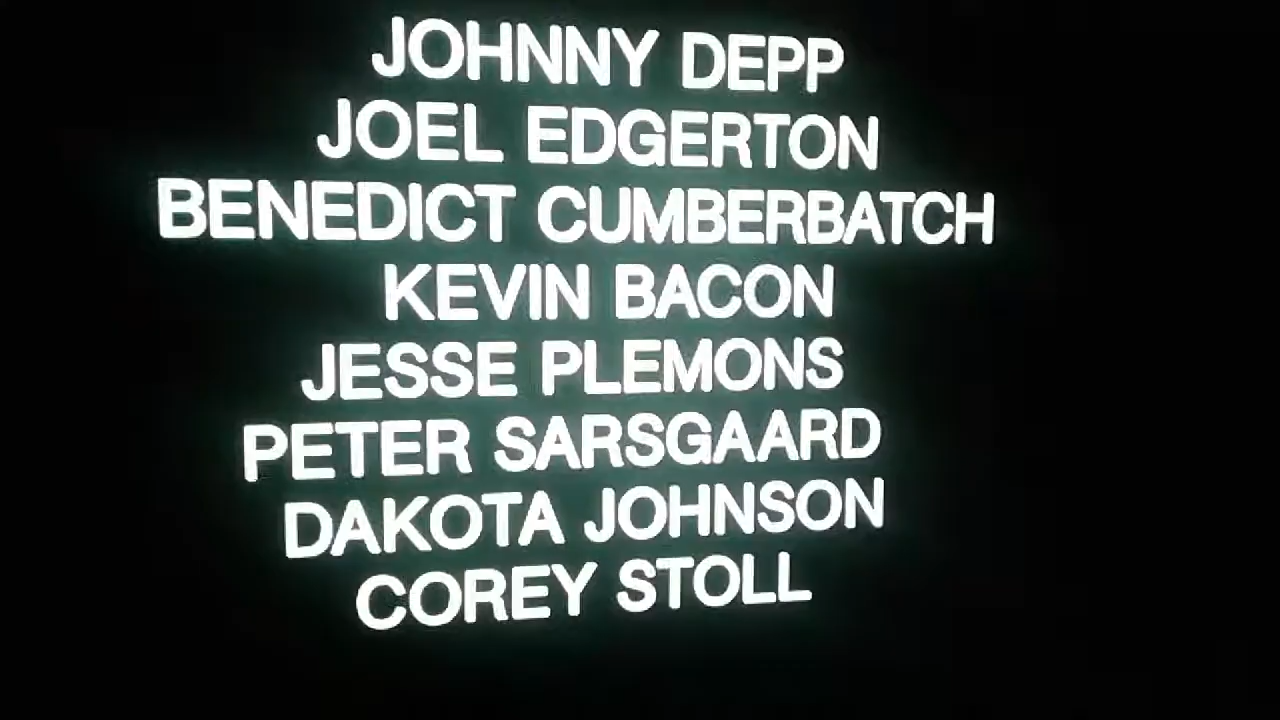 JOHNNY DEPP
JOEL EDGERTON
BENEDICT CUMBERBATCH
KEVIN BACON
JESSE PLEMONS
PETER SARSGAARD
DAKOTA JOHNSON
COREY STOLL